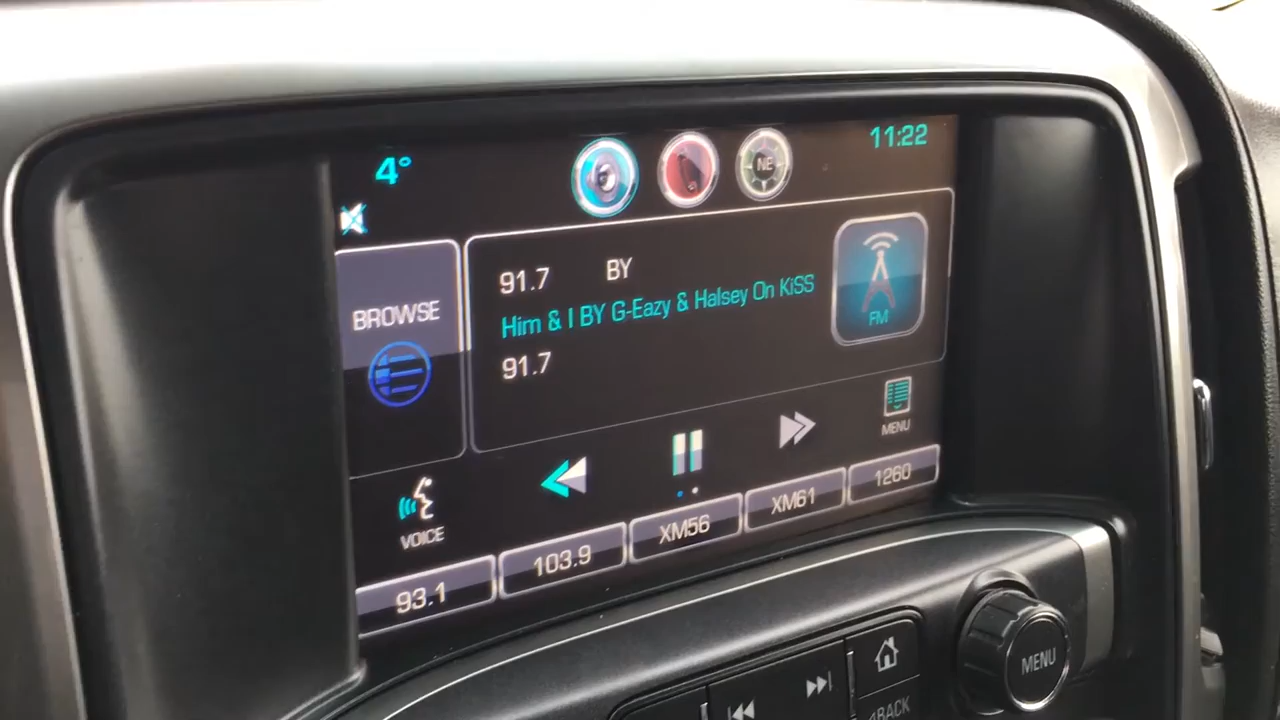 4°
NE
11:22
BROWSE
91.7 BY
Him & I BY G-Eazy & Halsey On KiSS
91.7
FM
MENU
VOICE
93.1
103.9
XM56
XM61
1260
MENU
BACK